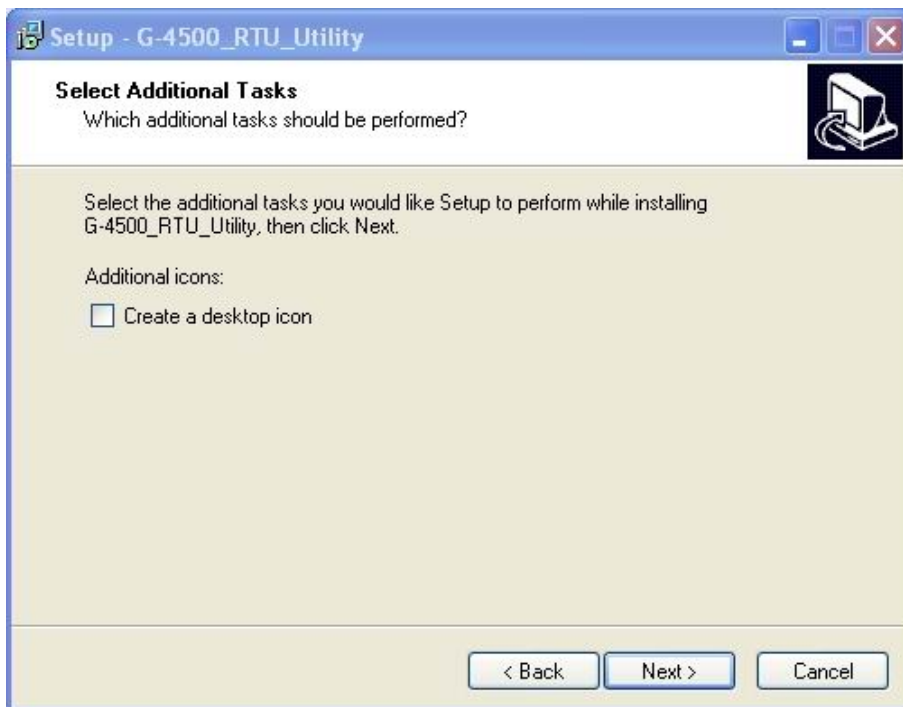 Setup - G-4500_RTU_Utility
Select Additional Tasks
Which additional tasks should be performed?
Select the additional tasks you would like Setup to perform while installing
G-4500_RTU_Utility, then click Next.
Additional icons:
Create a desktop icon
< Back Next > Cancel